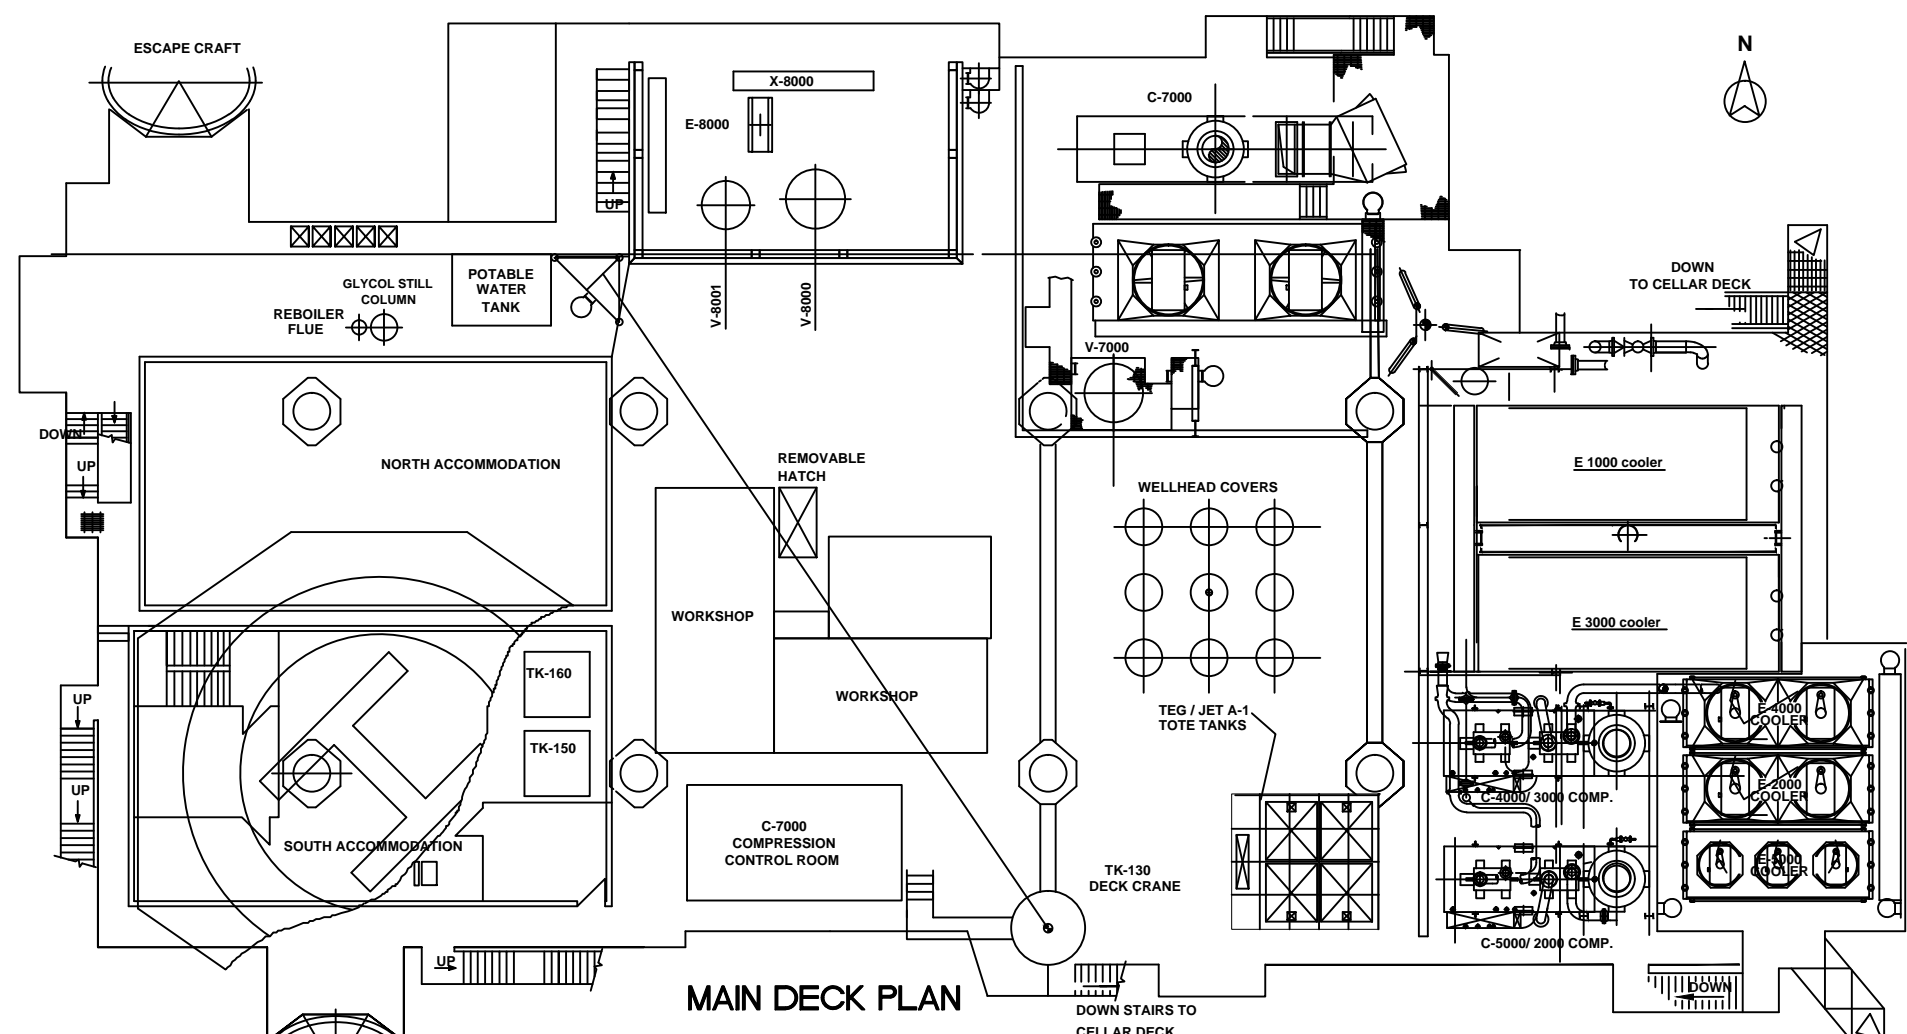 ESCAPE CRAFT
N
X-8000
C-7000
E-8000
UP
V-8001
V-8000
POTABLE
WATER
TANK
GLYCOL STILL
COLUMN
REBOILER
FLUE
DOWN
TO CELLAR DECK
V-7000
DOWN
UP
NORTH ACCOMMODATION
REMOVABLE
HATCH
WELLHEAD COVERS
E 1000 cooler
WORKSHOP
E 3000 cooler
TK-160
WORKSHOP
UP
TEG / JET A-1
TOTE TANKS
E-4000
COOLER
TK-150
UP
E-2000
COOLER
C-4000/ 3000 COMP.
C-7000
COMPRESSION
CONTROL ROOM
SOUTH ACCOMMODATION
TK-130
DECK CRANE
E-5000
COOLER
C-5000/ 2000 COMP.
UP
MAIN DECK PLAN
DOWN
DOWN STAIRS TO
CELLAR DECK